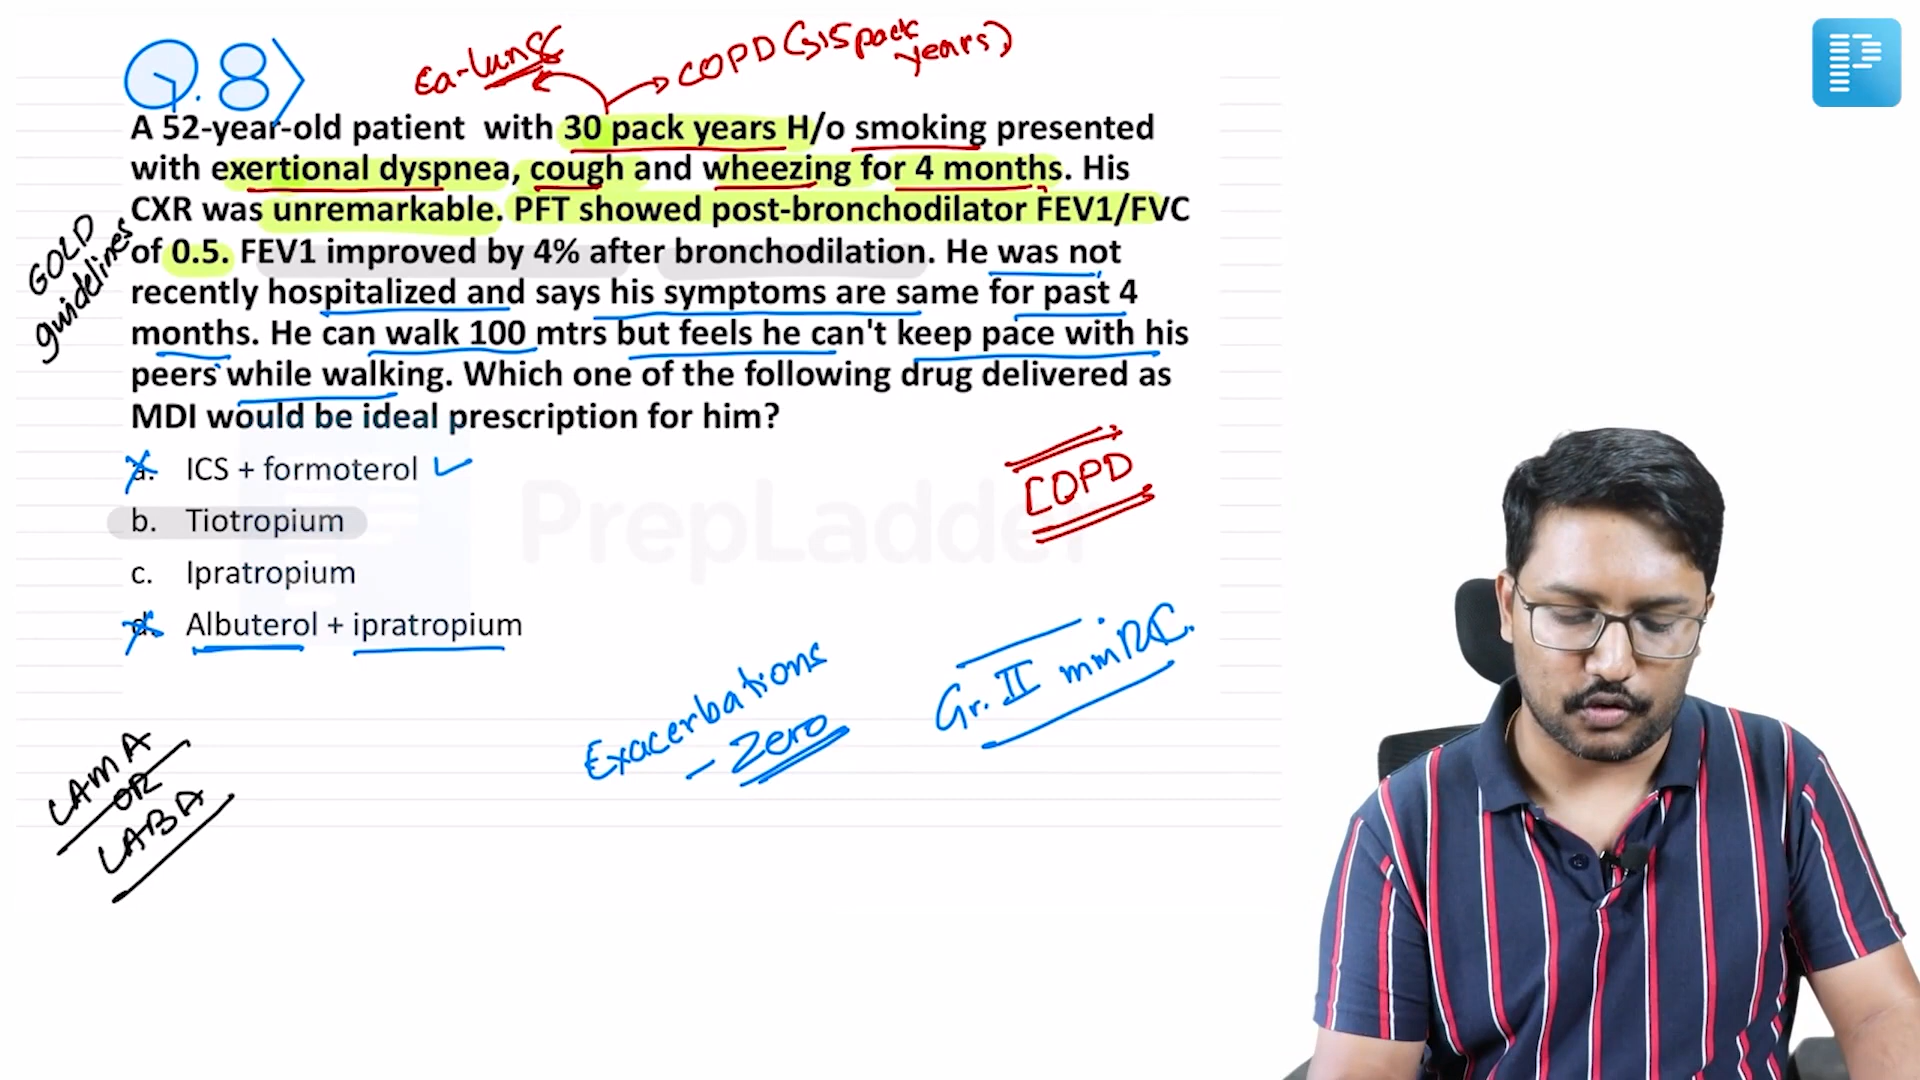 Q.8>
Ca-lungs
COPD (>15 pack years)
A 52-year-old patient with 30 pack years H/o smoking presented
with exertional dyspnea, cough and wheezing for 4 months. His
CXR was unremarkable. PFT showed post-bronchodilator FEV1/FVC
of 0.5. FEV1 improved by 4% after bronchodilation. He was not
recently hospitalized and says his symptoms are same for past 4
months. He can walk 100 mtrs but feels he can't keep pace with his
peers while walking. Which one of the following drug delivered as
MDI would be ideal prescription for him?
GOLD
guidelines
a. ICS + formoterol
b. Tiotropium
c. Ipratropium
d. Albuterol + ipratropium
COPD
PrepLadder
Exacerbations
- Zero
Gr. II mMRC.
LAMA
OR
LABA